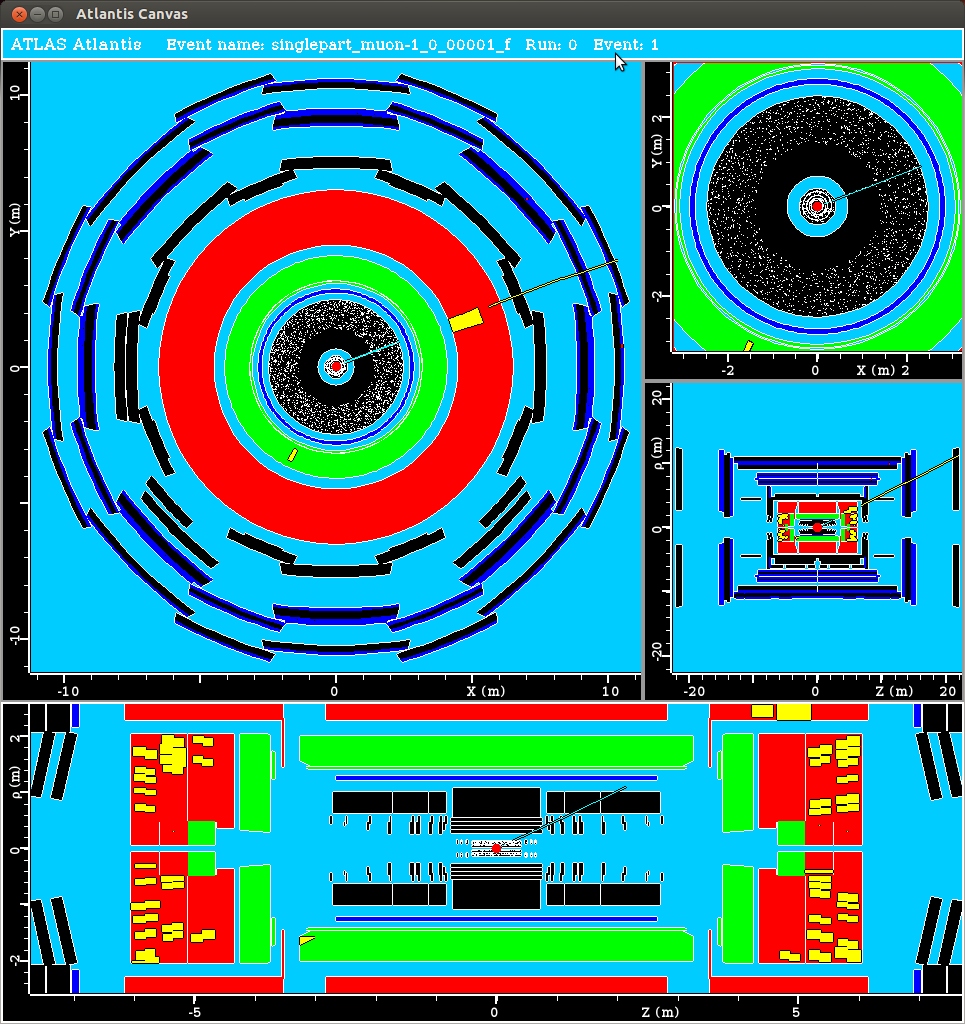 Atlantis Canvas
ATLAS Atlantis Event name: singlepart_muon-1_0_00001_f Run: 0 Event: 1
10
Y (m)
0
-10
-10 0 X (m) 10
2
Y (m)
0
-2
-2 0 X (m) 2
20
ρ (m)
0
-20
-20 0 Z (m) 20
2
ρ (m)
0
-2
-5 0 Z (m) 5